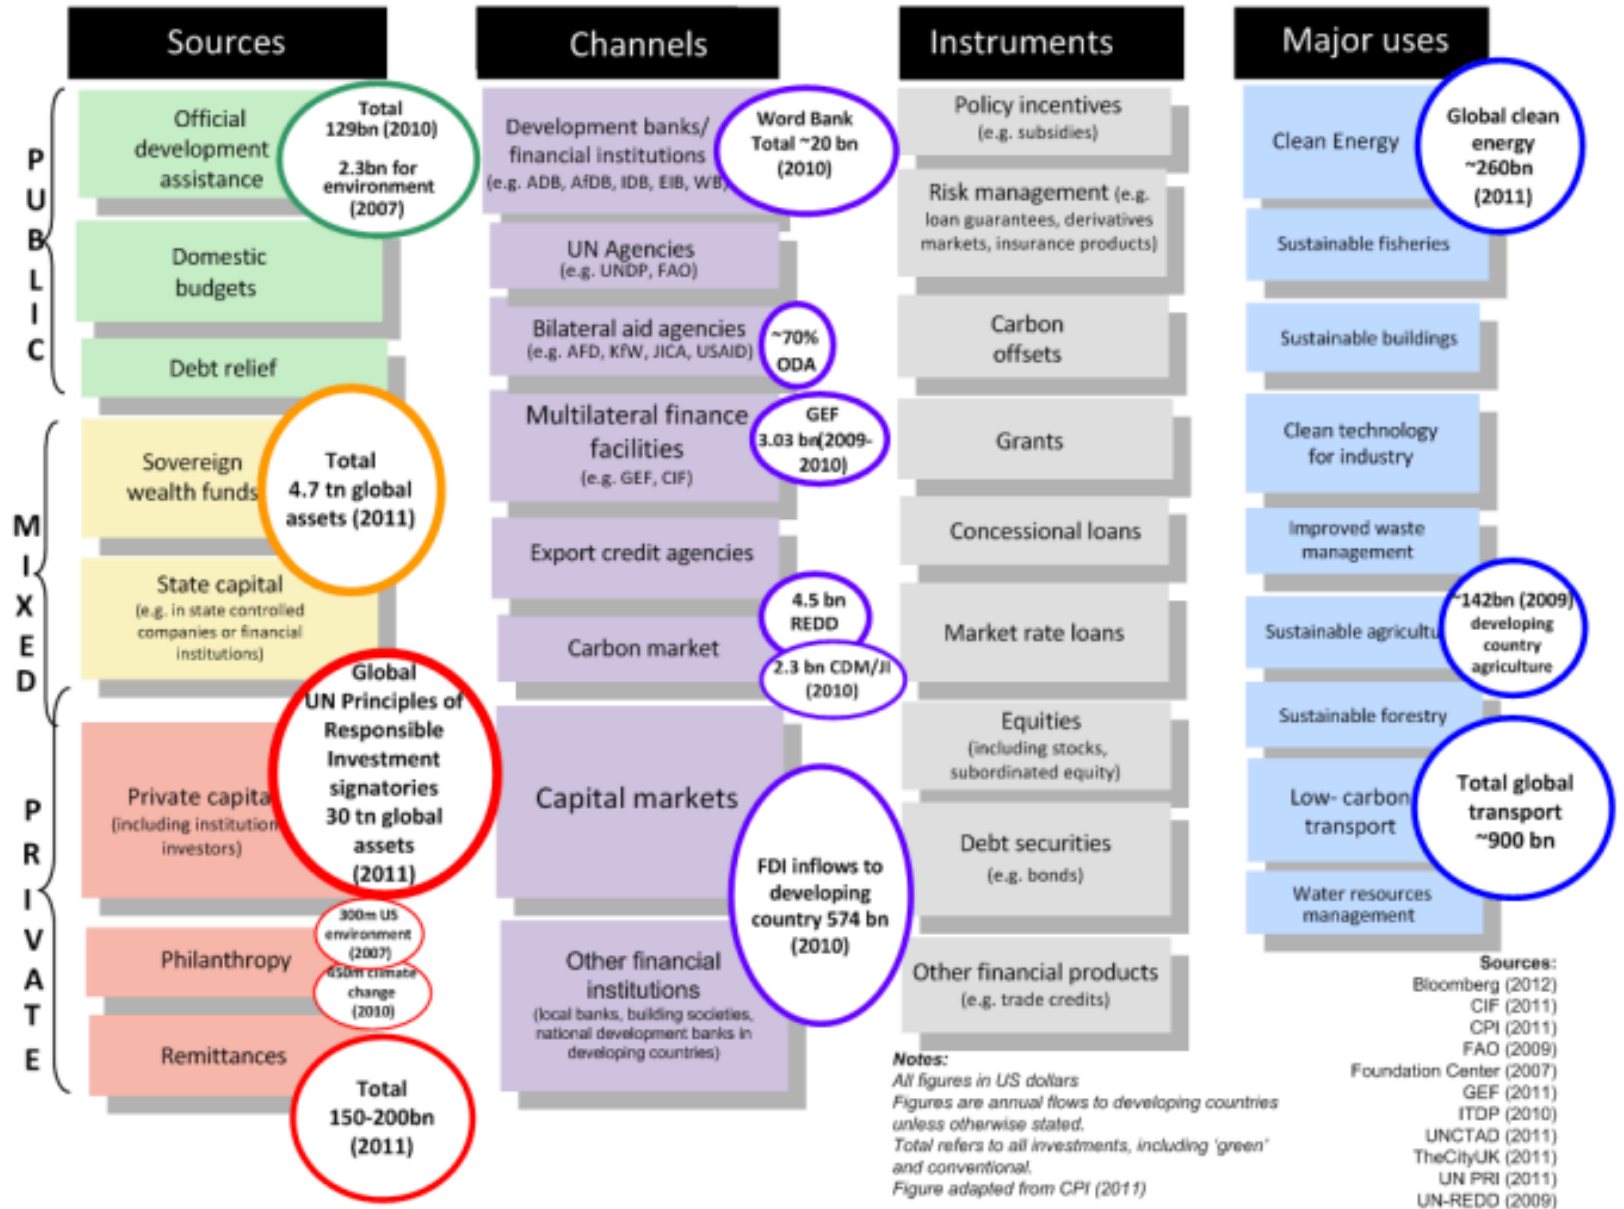 Sources
Channels
Instruments
Major uses
PUBLIC
MIXED
PRIVATE
Official
development
assistance
Total
129bn (2010)
2.3bn for
environment
(2007)
Domestic
budgets
Debt relief
Sovereign
wealth funds
Total
4.7 tn global
assets (2011)
State capital
(e.g. in state controlled
companies or financial
institutions)
Private capita
(including institution
investors)
Global
UN Principles of
Responsible
Investment
signatories
30 tn global
assets
(2011)
Philanthropy
300m US
environment
(2007)
450m climate
change
(2010)
Remittances
Total
150-200bn
(2011)
Development banks/
financial institutions
(e.g. ADB, AfDB, IDB, EIB, WB)
Word Bank
Total ~20 bn
(2010)
UN Agencies
(e.g. UNDP, FAO)
Bilateral aid agencies
(e.g. AFD, KfW, JICA, USAID)
~70%
ODA
Multilateral finance
facilities
(e.g. GEF, CIF)
GEF
3.03 bn(2009-
2010)
Export credit agencies
Carbon market
4.5 bn
REDD
2.3 bn CDM/JI
(2010)
Capital markets
FDI inflows to
developing
country 574 bn
(2010)
Other financial
institutions
(local banks, building societies,
national development banks in
developing countries)
Policy incentives
(e.g. subsidies)
Risk management (e.g.
loan guarantees, derivatives
markets, insurance products)
Carbon
offsets
Grants
Concessional loans
Market rate loans
Equities
(including stocks,
subordinated equity)
Debt securities
(e.g. bonds)
Other financial products
(e.g. trade credits)
Clean Energy
Global clean
energy
~260bn
(2011)
Sustainable fisheries
Sustainable buildings
Clean technology
for industry
Improved waste
management
Sustainable agricultu
~142bn (2009)
developing
country
agriculture
Sustainable forestry
Low- carbon
transport
Total global
transport
~900 bn
Water resources
management
Notes:
All figures in US dollars
Figures are annual flows to developing countries
unless otherwise stated.
Total refers to all investments, including 'green'
and conventional.
Figure adapted from CPI (2011)
Sources:
Bloomberg (2012)
CIF (2011)
CPI (2011)
FAO (2009)
Foundation Center (2007)
GEF (2011)
ITDP (2010)
UNCTAD (2011)
TheCityUK (2011)
UN PRI (2011)
UN-REDD (2009)